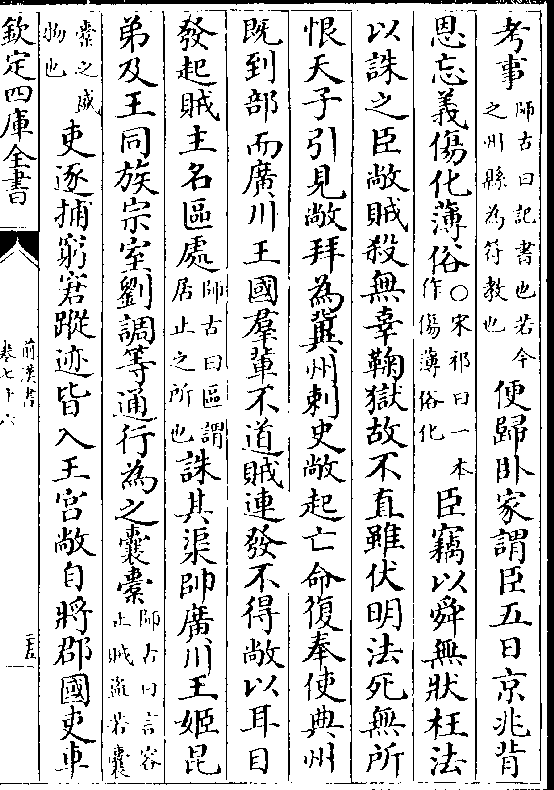 考事師古曰記書也若今之州縣為符教也便歸卧家謂臣五日京兆背
恩忘義傷化薄俗○宋祁曰一本作傷薄俗化臣竊以舜無狀枉法
以誅之臣敞賊殺無辜鞠獄故不直雖伏明法死無所
恨天子引見敞拜為冀州刺史敞起亡命復奉使典州
既到部而廣川王國羣輩不道賊連發不得敞以耳目
發起賊主名區處師古曰區謂居止之所也誅其渠帥廣川王姬昆
弟及王同族宗室劉調等通行為之囊橐師古曰言容止賊盜若囊
橐之盛物也吏逐捕窮窘蹤迹皆入王宮敞自將郡國吏車
欽定四庫全書
前漢書
卷七十六